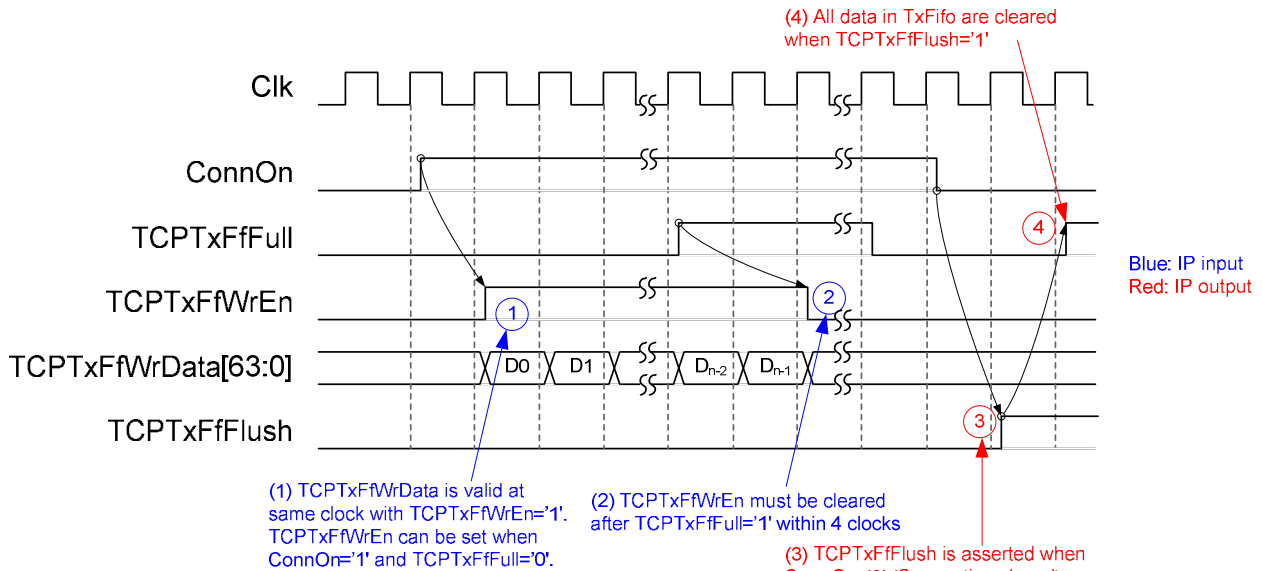 (4) All data in TxFifo are cleared
when TCPTxFfFlush='1'
Clk
ConnOn
TCPTxFfFull
4
Blue: IP input
Red: IP output
TCPTxFfWrEn
1
2
TCPTxFfWrData[63:0]
D0 D1 Dn-2 Dn-1
TCPTxFfFlush
3
(1) TCPTxFfWrData is valid at
same clock with TCPTxFfWrEn='1'.
TCPTxFfWrEn can be set when
ConnOn='1' and TCPTxFfFull='0'.
(2) TCPTxFfWrEn must be cleared
after TCPTxFfFull='1' within 4 clocks
(3) TCPTxFfFlush is asserted when